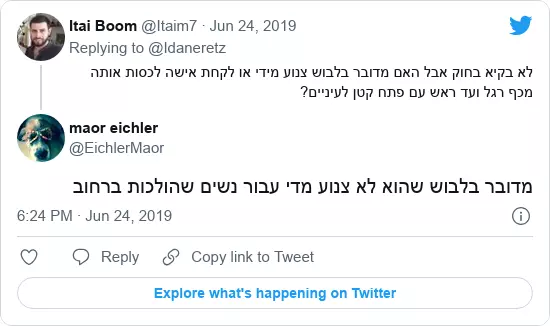 Itai Boom @Itaim7 · Jun 24, 2019
Replying to @Idaneretz
לא בקיא בחוק אבל האם מדובר בלבוש צנוע מידי או לקחת אישה לכסות אותה
מכף רגל ועד ראש עם פתח קטן לעיניים?
maor eichler
@EichlerMaor
מדובר בלבוש שהוא לא צנוע מדי עבור נשים שהולכות ברחוב
6:24 PM · Jun 24, 2019
Reply Copy link to Tweet
Explore what's happening on Twitter